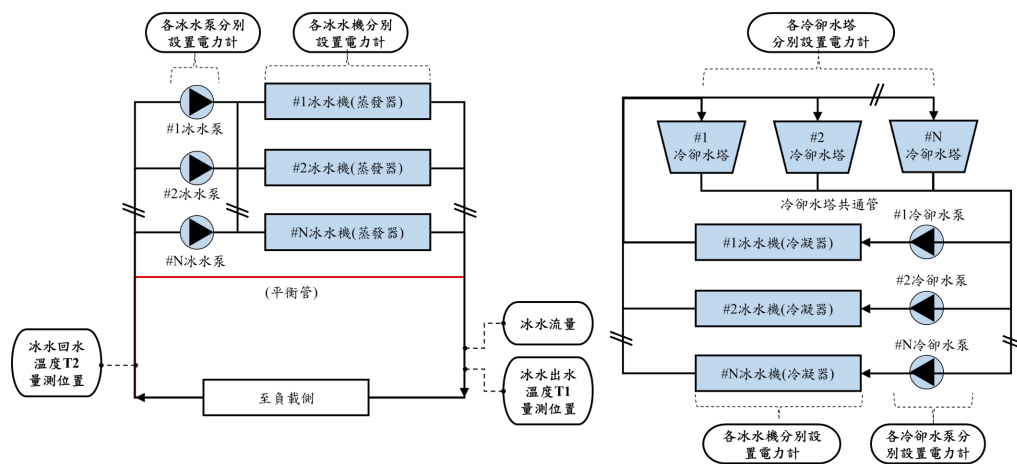 各冰水泵分別
設置電力計
各冰水機分別
設置電力計
#1冰水泵
#1冰水機(蒸發器)
#2冰水泵
#2冰水機(蒸發器)
#N冰水泵
#N冰水機(蒸發器)
(平衡管)
冰水流量
冰水回水
溫度T2
量測位置
冰水出水
溫度T1
量測位置
至負載側
各冷卻水塔
分別設置電力計
#1
冷卻水塔
#2
冷卻水塔
#N
冷卻水塔
冷卻水塔共通管
#1冷卻水泵
#1冰水機(冷凝器)
#2冷卻水泵
#2冰水機(冷凝器)
#N冷卻水泵
#N冰水機(冷凝器)
各冰水機分別設
置電力計
各冷卻水泵分
別設置電力計